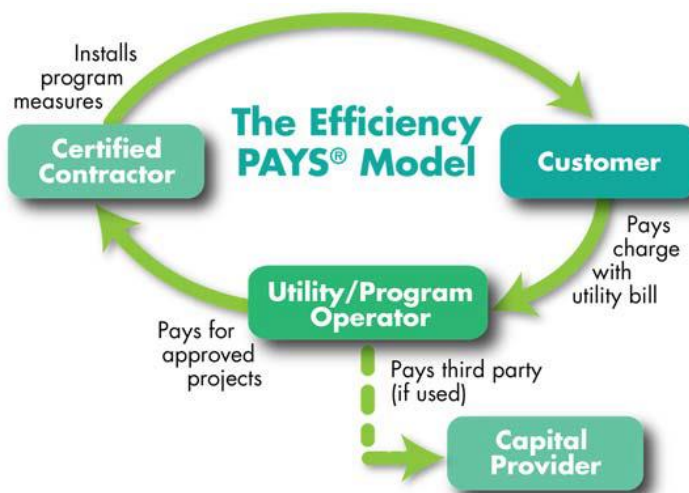 Installs
program
measures
The Efficiency
PAYS® Model
Certified
Contractor
Customer
Pays
charge
with
utility bill
Utility/Program
Operator
Pays for
approved
projects
Pays third party
(if used)
Capital
Provider